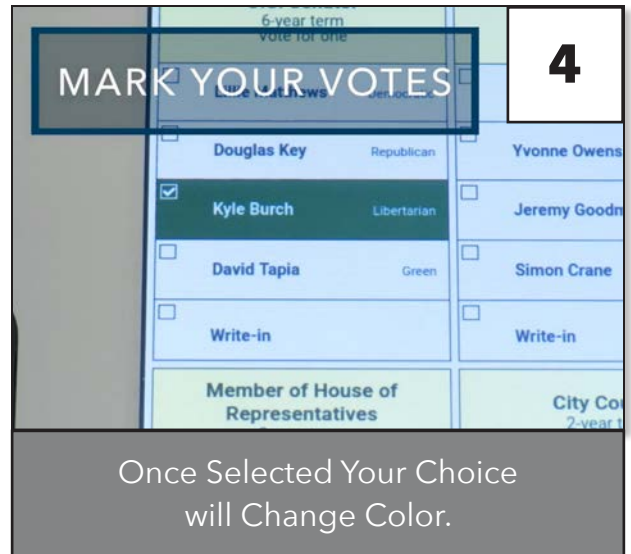 6-year term
Vote for one
MARK YOUR VOTES
4
Douglas Key Republican
Yvonne Owens
Kyle Burch Libertarian
Jeremy Goodm
David Tapia Green
Simon Crane
Write-in
Write-in
Member of House of
Representatives
City Cou
2-year t
Once Selected Your Choice
will Change Color.